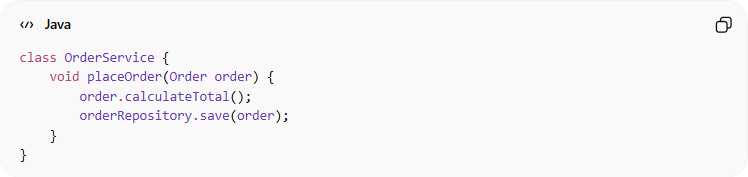 </> Java
class OrderService {
    void placeOrder(Order order) {
        order.calculateTotal();
        orderRepository.save(order);
    }
}